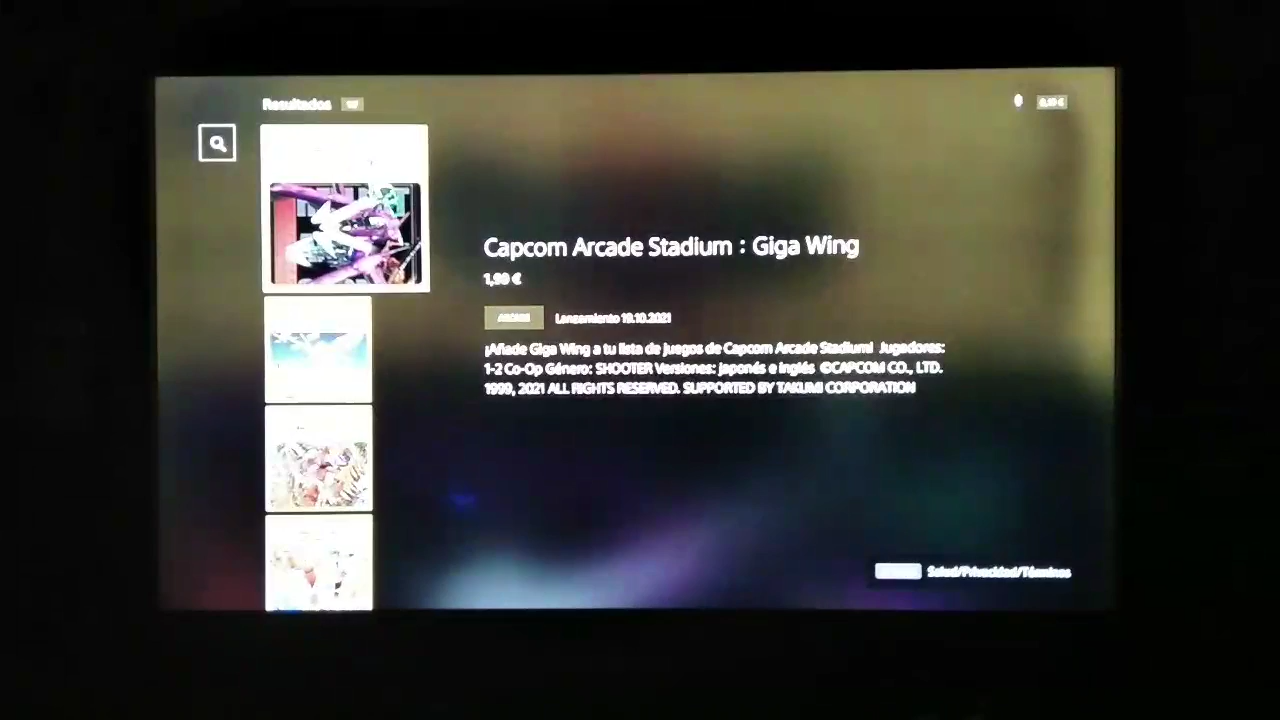 Resultados
Capcom Arcade Stadium : Giga Wing
1,99 €
Lanzamiento 19.10.2021
¡Añade Giga Wing a tu lista de juegos de Capcom Arcade Stadium! Jugadores:
1-2 Co-Op Género: SHOOTER Versiones: japonés e inglés ©CAPCOM CO., LTD.
1999, 2021 ALL RIGHTS RESERVED. SUPPORTED BY TAKUMI CORPORATION
Salud/Privacidad/Términos